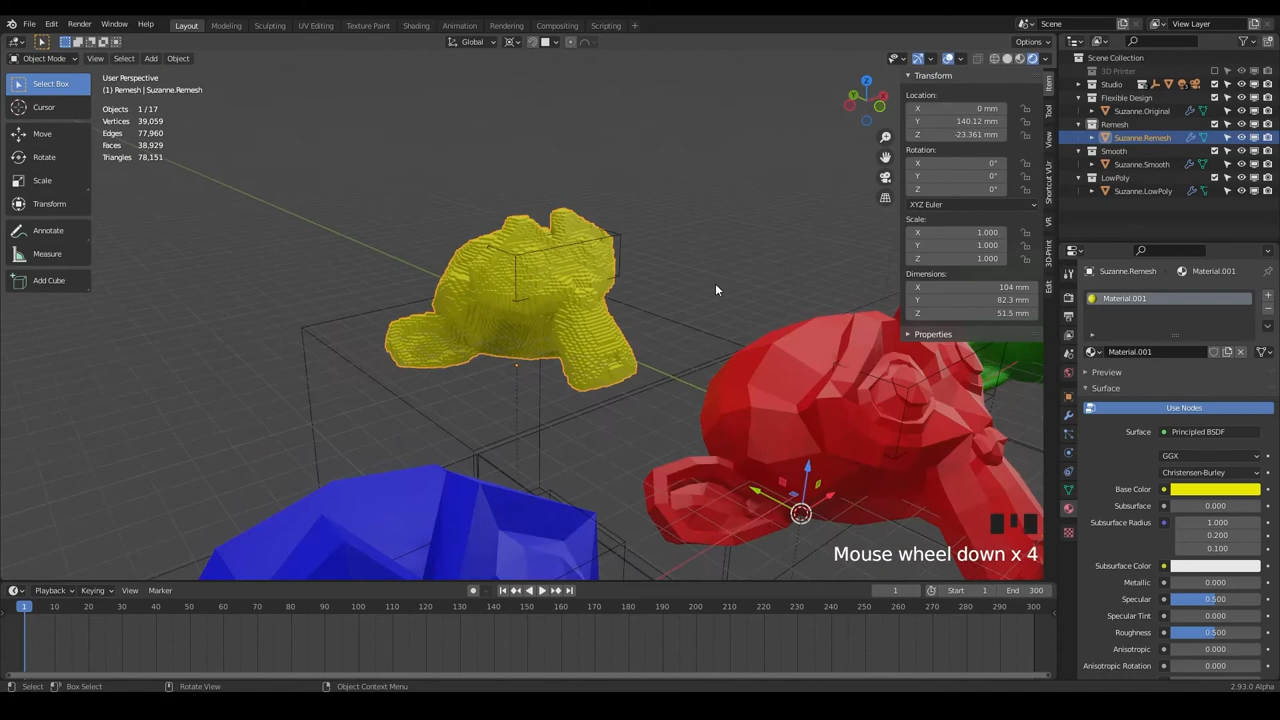 File Edit Render Window Help Layout Modeling Sculpting UV Editing Texture Paint Shading Animation Rendering Compositing Scripting + Scene View Layer
Global Options
Object Mode View Select Add Object
Select Box
Cursor
Move
Rotate
Scale
Transform
Annotate
Measure
Add Cube
User Perspective
(1) Remesh | Suzanne.Remesh
Objects 1/17
Vertices 39,059
Edges 77,960
Faces 38,929
Triangles 78,151
Z
Y
X
Transform
Location:
X 0 mm
Y 140.12 mm
Z -23.361 mm
Rotation:
X 0°
Y 0°
Z 0°
XYZ Euler
Scale:
X 1.000
Y 1.000
Z 1.000
Dimensions:
X 104 mm
Y 82.3 mm
Z 51.5 mm
Properties
Item
Tool
View
Shortcut VUr
VR
3D-Print
Edit
Mouse wheel down x 4
Scene Collection
3D Printer
Studio
Flexible Design
Suzanne.Original
Remesh
Suzanne.Remesh
Smooth
Suzanne.Smooth
LowPoly
Suzanne.LowPoly
Suzanne.Remesh Material.001
Material.001
Material.001
Preview
Surface
Use Nodes
Surface Principled BSDF
GGX
Christensen-Burley
Base Color
Subsurface 0.000
Subsurface Radius 1.000
0.200
0.100
Subsurface Color
Metallic 0.000
Specular 0.500
Specular Tint 0.000
Roughness 0.500
Anisotropic 0.000
Anisotropic Rotation 0.000
Playback Keying View Marker 1 Start 1 End 300
1 10 20 30 40 50 60 70 80 90 100 110 120 130 140 150 160 170 180 190 200 210 220 230 240 250 260 270 280 290 300
Select Box Select Rotate View Object Context Menu 2.93.0 Alpha